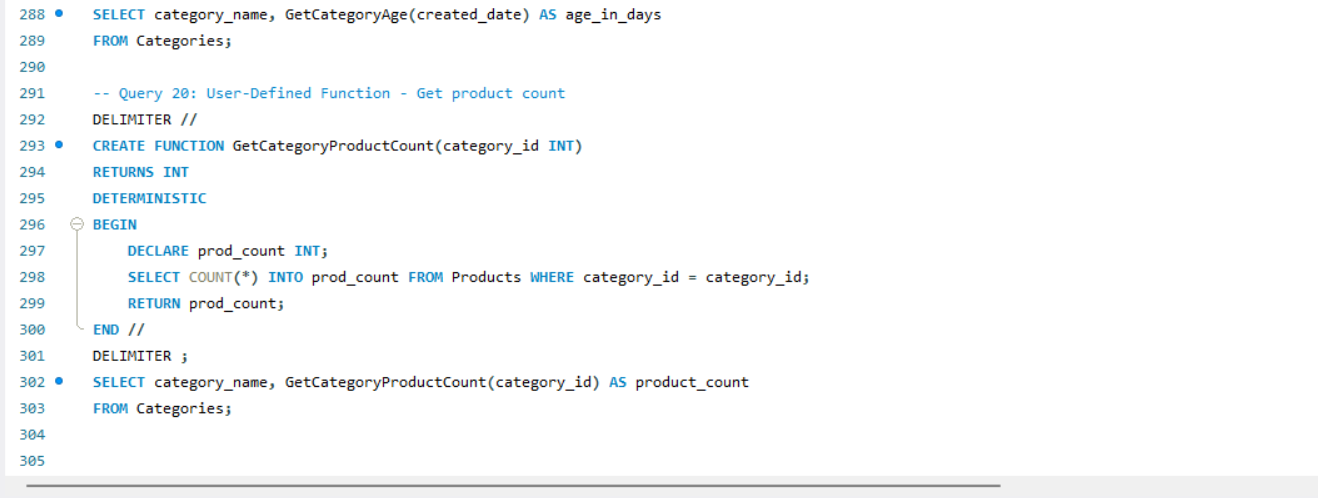 288 SELECT category_name, GetCategoryAge(created_date) AS age_in_days
289 FROM Categories;
290
291 -- Query 20: User-Defined Function - Get product count
292 DELIMITER //
293 CREATE FUNCTION GetCategoryProductCount(category_id INT)
294 RETURNS INT
295 DETERMINISTIC
296 BEGIN
297 DECLARE prod_count INT;
298 SELECT COUNT(*) INTO prod_count FROM Products WHERE category_id = category_id;
299 RETURN prod_count;
300 END //
301 DELIMITER ;
302 SELECT category_name, GetCategoryProductCount(category_id) AS product_count
303 FROM Categories;
304
305